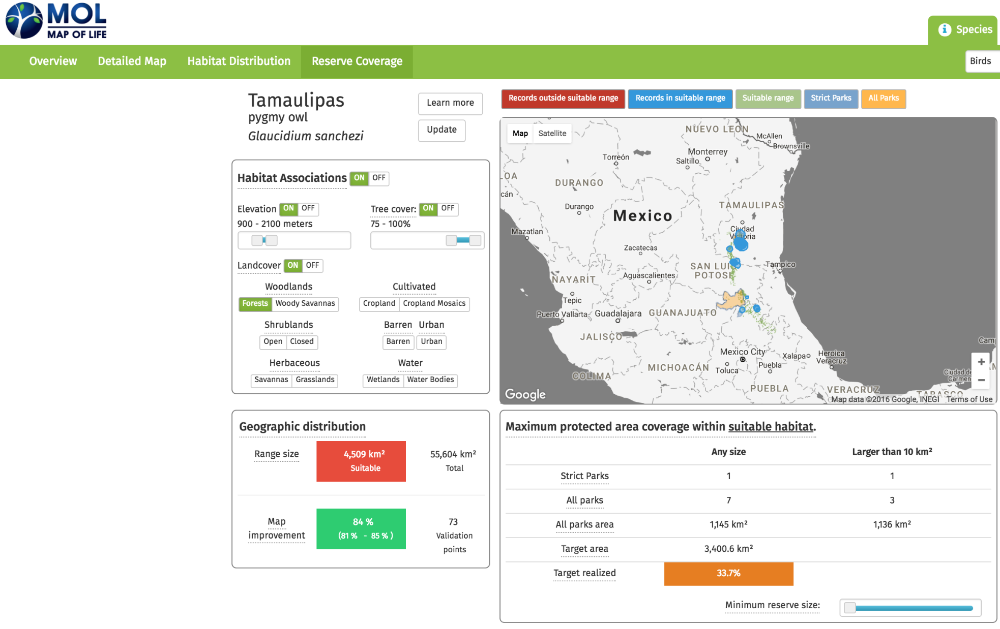 MOL
MAP OF LIFE
Species
Overview
Detailed Map
Habitat Distribution
Reserve Coverage
Birds
Tamaulipas
pygmy owl
Glaucidium sanchezi
Learn more
Update
Records outside suitable range
Records in suitable range
Suitable range
Strict Parks
All Parks
Habitat Associations ON OFF
Elevation ON OFF
900 - 2100 meters
Tree cover: ON OFF
75 - 100%
Landcover ON OFF
Woodlands
Forests Woody Savannas
Cultivated
Cropland Cropland Mosaics
Shrublands
Open Closed
Barren Urban
Barren Urban
Herbaceous
Savannas Grasslands
Water
Wetlands Water Bodies
Map Satellite
NUEVO LEON
McAllen
Brownsville
Monterrey
Saltillo
Torreón
LOA
DURANGO
cán
Durango
Mexico
TAMAULIPAS
Ciudad
Victoria
Mazatlan
Zacatecas
SAN LUIS
POTOSI
Tampico
Aguascalientes
NAYARIT
Tepic
Puerto Vallarta
Guadalajara
GUANAJUATO
JALISCO
Mexico City
Xalapa
Heroica
Veracruz
Toluca
Puebla
MICHOACÁN
COLIMA
PUEBLA
VERACRUZ
TABASCO
Cam
Ciudad de
Carmen
AM
+
−
Google
Map data ©2016 Google, INEGI
Terms of Use
Geographic distribution
Range size
4,509 km²
Suitable
55,604 km²
Total
Map
improvement
84 %
(81 % - 85 % )
73
Validation
points
Maximum protected area coverage within suitable habitat.
Any size Larger than 10 km²
Strict Parks 1 1
All parks 7 3
All parks area 1,145 km² 1,136 km²
Target area 3,400.6 km²
Target realized 33.7%
Minimum reserve size: